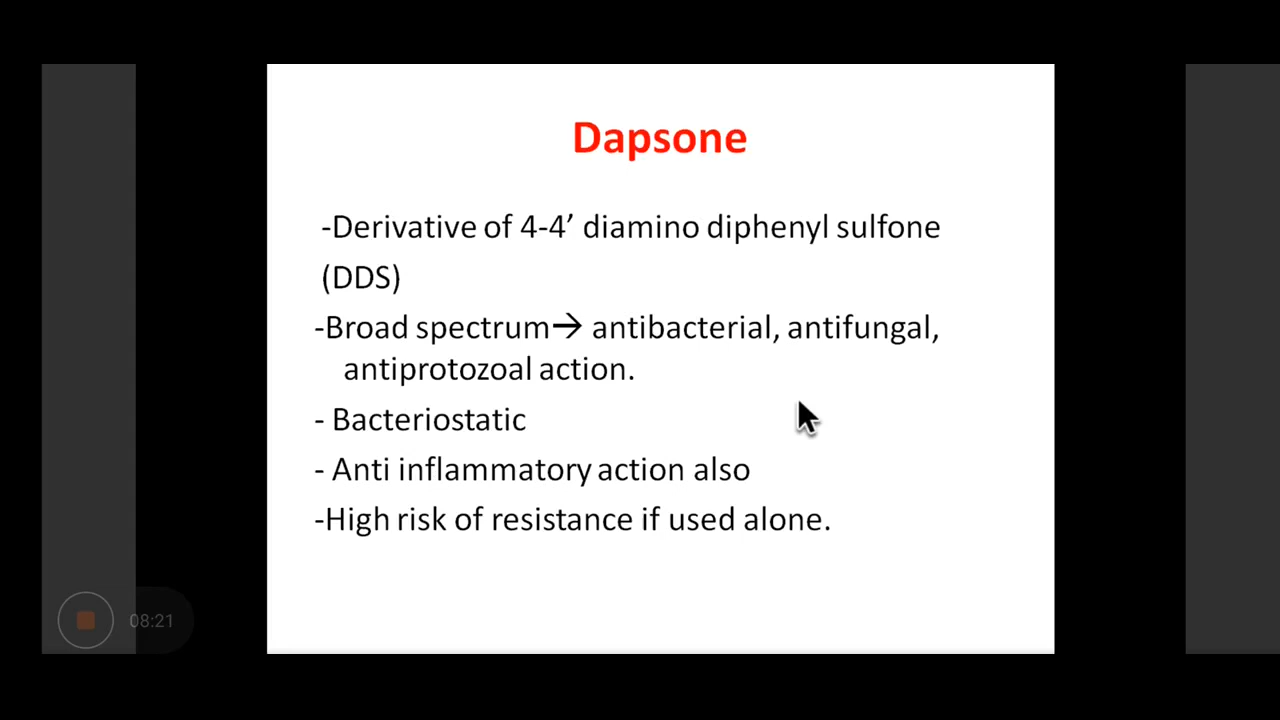 Dapsone
-Derivative of 4-4’ diamino diphenyl sulfone
(DDS)
-Broad spectrum→ antibacterial, antifungal,
antiprotozoal action.
- Bacteriostatic
- Anti inflammatory action also
-High risk of resistance if used alone.
08:21